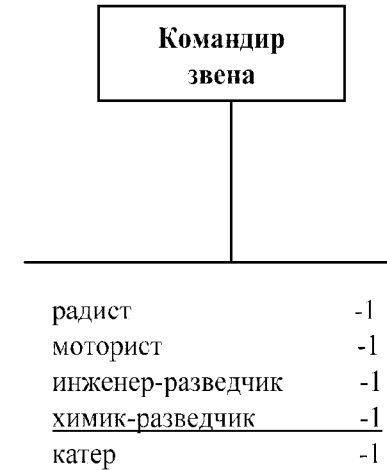 Командир
звена
радист -1
моторист -1
инженер-разведчик -1
химик-разведчик -1
катер -1